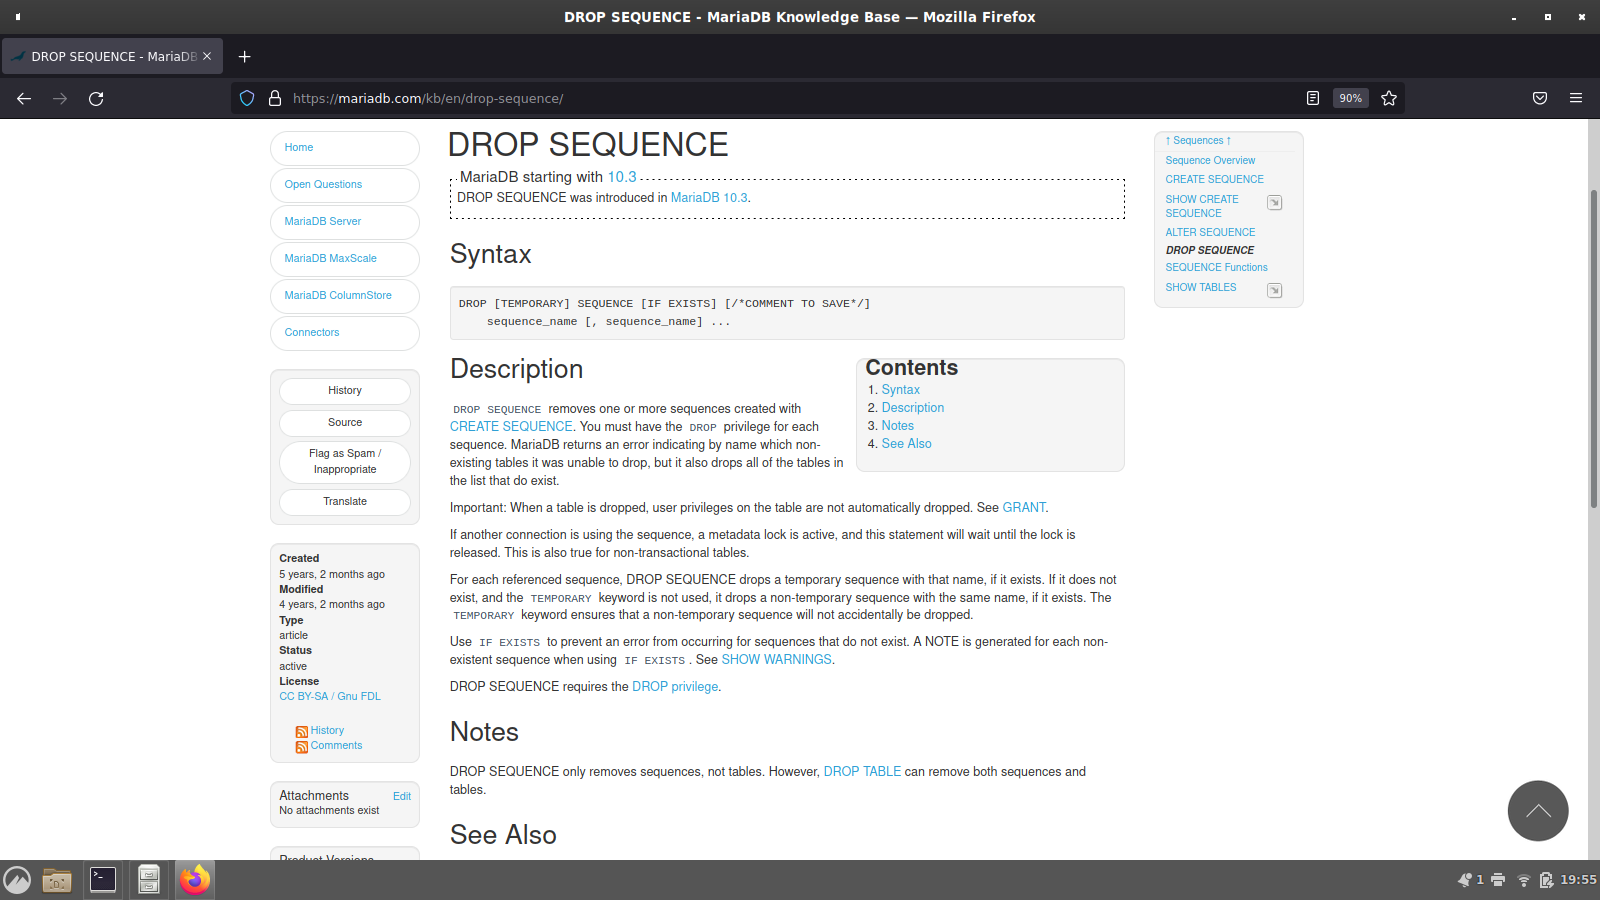 DROP SEQUENCE - MariaDB Knowledge Base — Mozilla Firefox
DROP SEQUENCE - MariaDB
https://mariadb.com/kb/en/drop-sequence/
90%
Home
Open Questions
MariaDB Server
MariaDB MaxScale
MariaDB ColumnStore
Connectors
History
Source
Flag as Spam /
Inappropriate
Translate
Created
5 years, 2 months ago
Modified
4 years, 2 months ago
Type
article
Status
active
License
CC BY-SA / Gnu FDL
History
Comments
Attachments Edit
No attachments exist
Product Versions
DROP SEQUENCE
MariaDB starting with 10.3
DROP SEQUENCE was introduced in MariaDB 10.3.
Syntax
DROP [TEMPORARY] SEQUENCE [IF EXISTS] [/*COMMENT TO SAVE*/]
sequence_name [, sequence_name] ...
Description
DROP SEQUENCE removes one or more sequences created with
CREATE SEQUENCE. You must have the DROP privilege for each
sequence. MariaDB returns an error indicating by name which non-
existing tables it was unable to drop, but it also drops all of the tables in
the list that do exist.
Contents
1. Syntax
2. Description
3. Notes
4. See Also
Important: When a table is dropped, user privileges on the table are not automatically dropped. See GRANT.
If another connection is using the sequence, a metadata lock is active, and this statement will wait until the lock is
released. This is also true for non-transactional tables.
For each referenced sequence, DROP SEQUENCE drops a temporary sequence with that name, if it exists. If it does not
exist, and the TEMPORARY keyword is not used, it drops a non-temporary sequence with the same name, if it exists. The
TEMPORARY keyword ensures that a non-temporary sequence will not accidentally be dropped.
Use IF EXISTS to prevent an error from occurring for sequences that do not exist. A NOTE is generated for each non-
existent sequence when using IF EXISTS. See SHOW WARNINGS.
DROP SEQUENCE requires the DROP privilege.
Notes
DROP SEQUENCE only removes sequences, not tables. However, DROP TABLE can remove both sequences and
tables.
See Also
↑ Sequences ↑
Sequence Overview
CREATE SEQUENCE
SHOW CREATE
SEQUENCE
ALTER SEQUENCE
DROP SEQUENCE
SEQUENCE Functions
SHOW TABLES
1
19:55